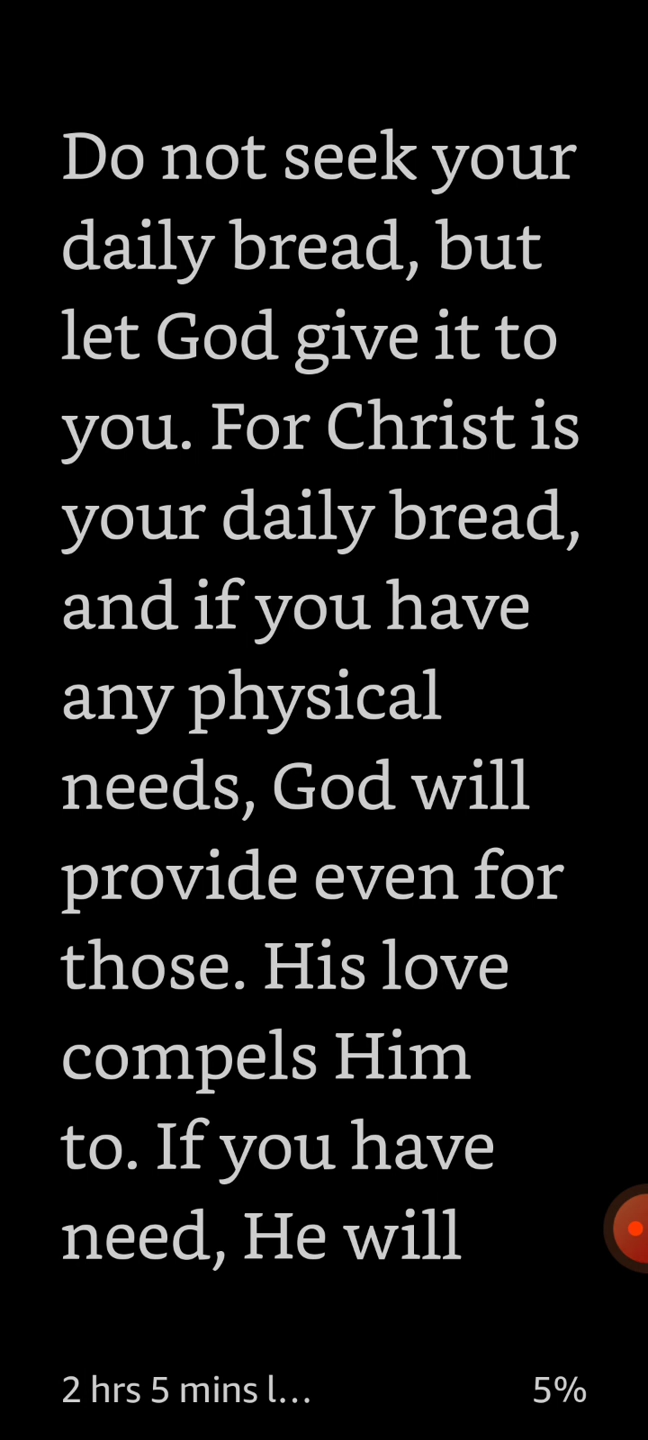 Do not seek your
daily bread, but
let God give it to
you. For Christ is
your daily bread,
and if you have
any physical
needs, God will
provide even for
those. His love
compels Him
to. If you have
need, He will
2 hrs 5 mins l... 5%